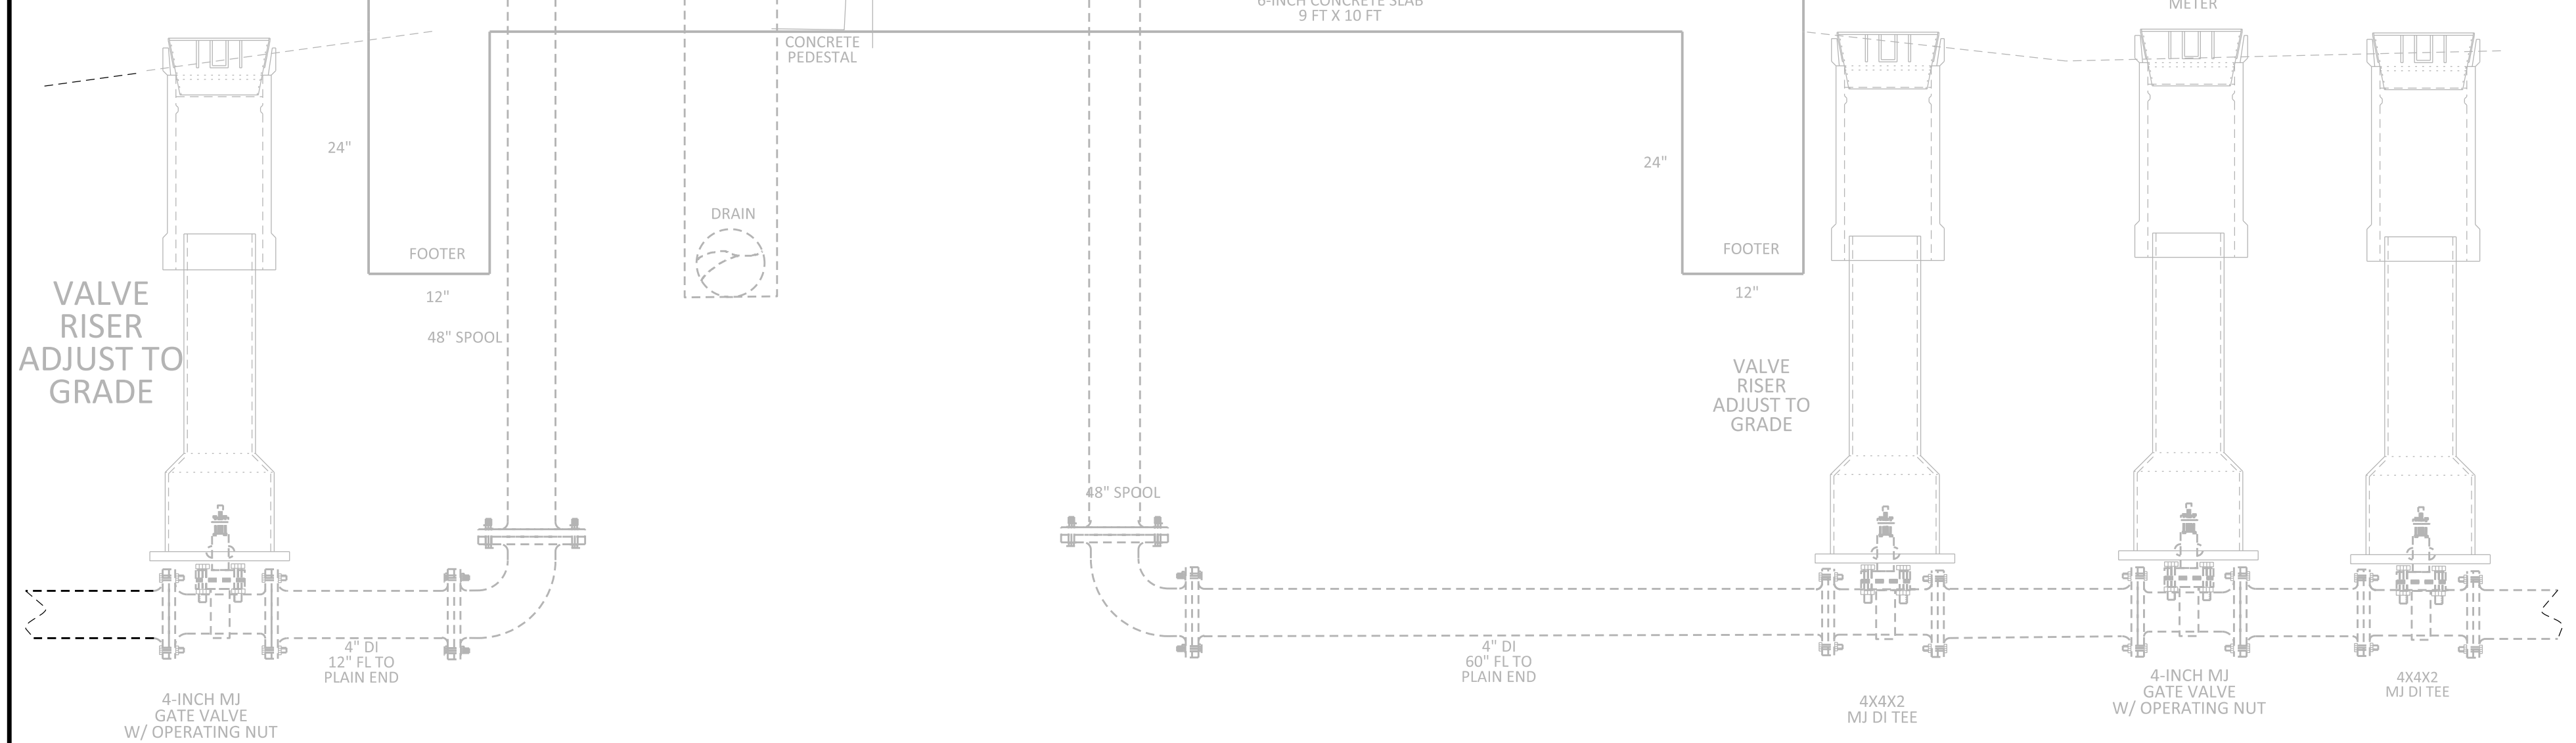 6-INCH CONCRETE SLAB
9 FT X 10 FT
METER
CONCRETE
PEDESTAL
24"
24"
DRAIN
FOOTER
FOOTER
12"
12"
VALVE
RISER
ADJUST TO
GRADE
48" SPOOL
VALVE
RISER
ADJUST TO
GRADE
48" SPOOL
4" DI
12" FL TO
PLAIN END
4" DI
60" FL TO
PLAIN END
4-INCH MJ
GATE VALVE
W/ OPERATING NUT
4X4X2
MJ DI TEE
4-INCH MJ
GATE VALVE
W/ OPERATING NUT
4X4X2
MJ DI TEE